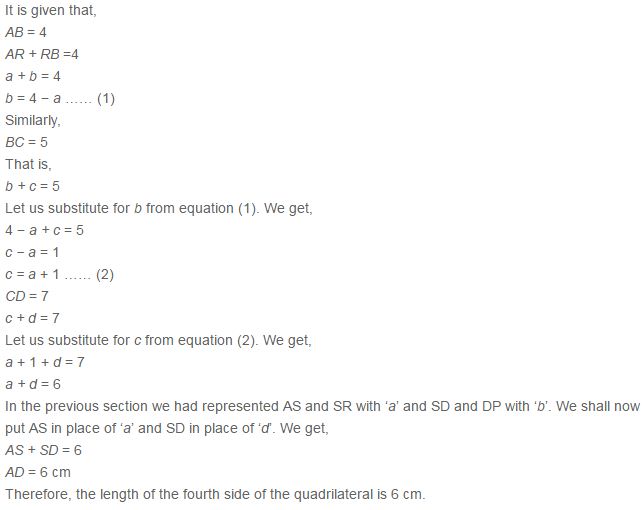 It is given that,
AB = 4
AR + RB =4
a + b = 4
b = 4 − a …… (1)
Similarly,
BC = 5
That is,
b + c = 5
Let us substitute for b from equation (1). We get,
4 − a + c = 5
c − a = 1
c = a + 1 …… (2)
CD = 7
c + d = 7
Let us substitute for c from equation (2). We get,
a + 1 + d = 7
a + d = 6
In the previous section we had represented AS and SR with ‘a’ and SD and DP with ‘b’. We shall now
put AS in place of ‘a’ and SD in place of ‘d’. We get,
AS + SD = 6
AD = 6 cm
Therefore, the length of the fourth side of the quadrilateral is 6 cm.